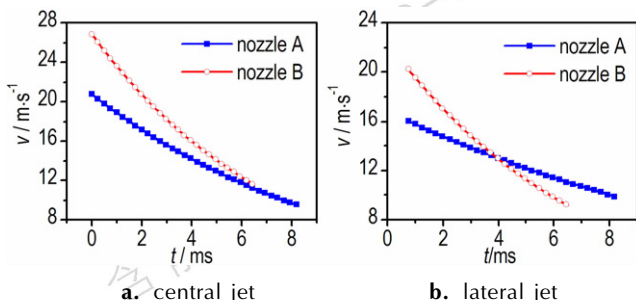 28
24
20
16
12
8
v / m·s⁻¹
nozzle A
nozzle B
0 2 4 6 8
t / ms
a. central jet
24
20
16
12
8
v / m·s⁻¹
nozzle A
nozzle B
0 2 4 6 8
t/ms
b. lateral jet